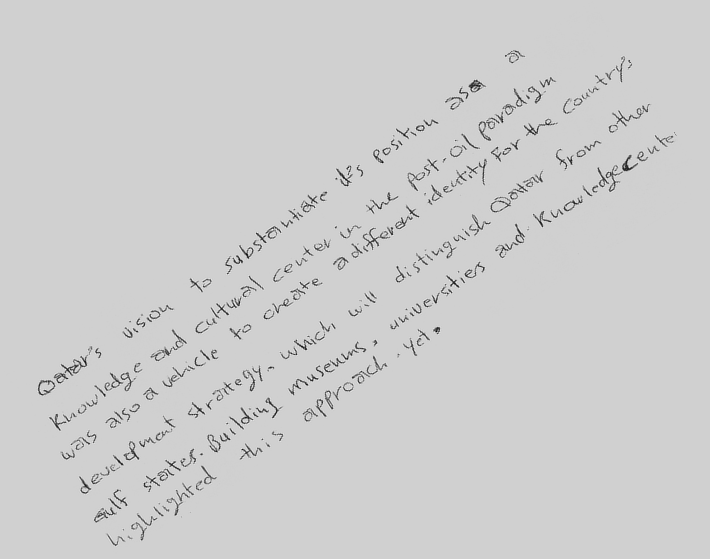 Qatar's vision to substantiate it's position as a
Knowledge and cultural center in the post-oil paradigm
was also a vehicle to create a different identity For the Country's
development strategy, which will distinguish Qatar from other
Gulf states. Building museums, universities and Knowledge cente
highlighted this approach. yet.